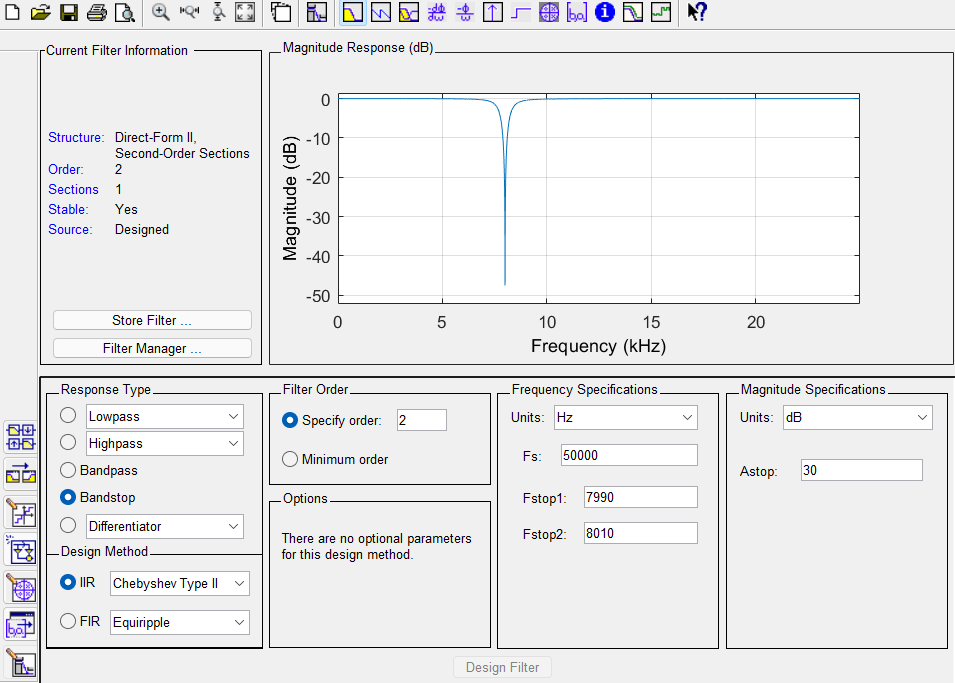 Current Filter Information
Structure: Direct-Form II,
Second-Order Sections
Order: 2
Sections 1
Stable: Yes
Source: Designed
Store Filter ...
Filter Manager ...
Magnitude Response (dB)
0
-10
-20
-30
-40
-50
Magnitude (dB)
0 5 10 15 20
Frequency (kHz)
Response Type
Lowpass
Highpass
Bandpass
Bandstop
Differentiator
Design Method
IIR Chebyshev Type II
FIR Equiripple
Filter Order
Specify order: 2
Minimum order
Options
There are no optional parameters
for this design method.
Frequency Specifications
Units: Hz
Fs: 50000
Fstop1: 7990
Fstop2: 8010
Magnitude Specifications
Units: dB
Astop: 30
Design Filter